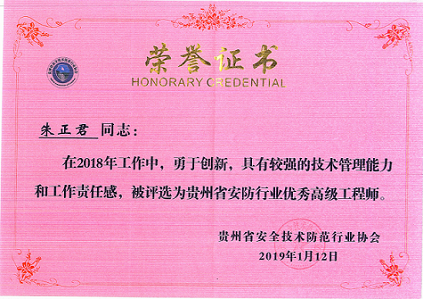 荣誉证书
HONORARY CREDENTIAL
朱正君 同志：
在2018年工作中，勇于创新，具有较强的技术管理能力
和工作责任感，被评选为贵州省安防行业优秀高级工程师。
贵州省安全技术防范行业协会
2019年1月12日